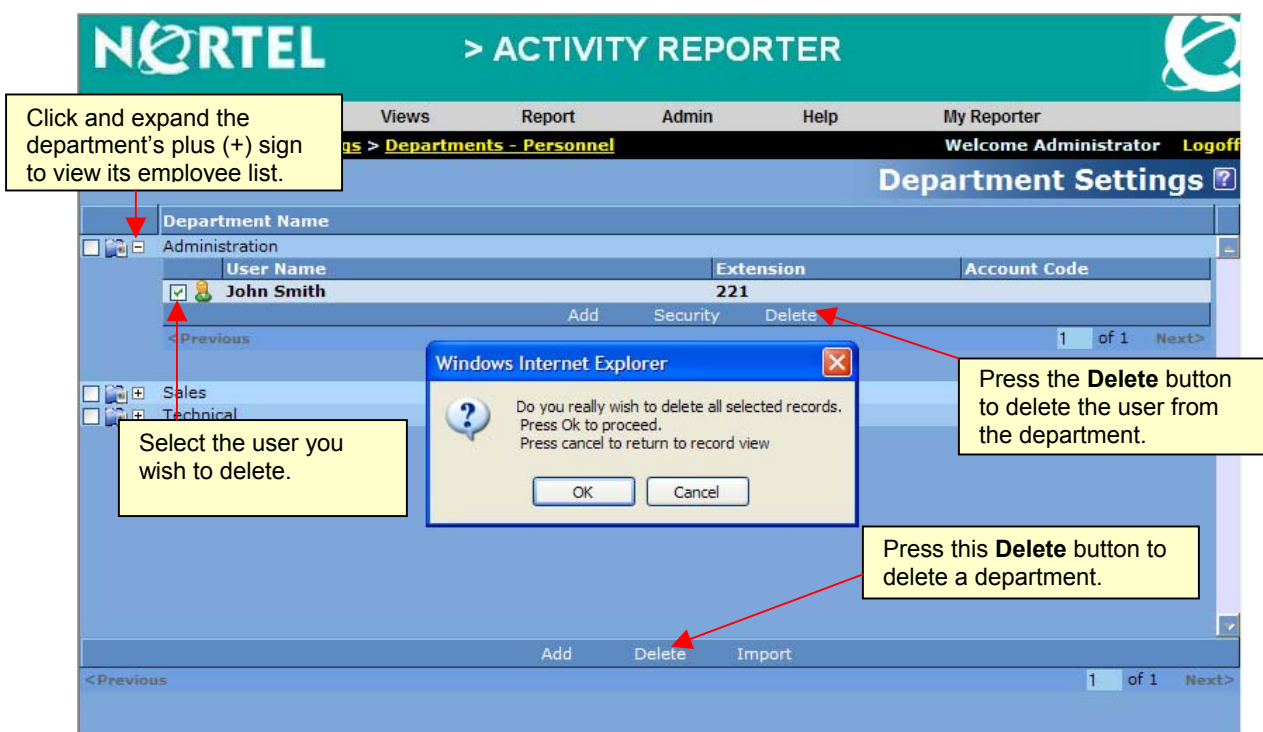 NORTEL
> ACTIVITY REPORTER
Click and expand the
department's plus (+) sign
to view its employee list.
Views Report Admin Help My Reporter
gs > Departments - Personnel Welcome Administrator Logoff
Department Settings ?
Department Name
Administration
User Name Extension Account Code
John Smith 221
Add Security Delete
<Previous 1 of 1 Next>
Sales
Technical
Select the user you
wish to delete.
Windows Internet Explorer
Do you really wish to delete all selected records.
Press Ok to proceed.
Press cancel to return to record view
OK Cancel
Press the Delete button
to delete the user from
the department.
Press this Delete button to
delete a department.
Add Delete Import
<Previous 1 of 1 Next>